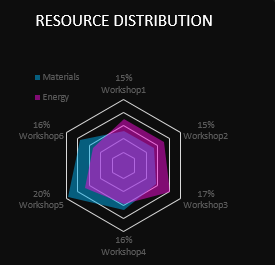 RESOURCE DISTRIBUTION
Materials
Energy
15%
Workshop1
15%
Workshop2
17%
Workshop3
16%
Workshop4
20%
Workshop5
16%
Workshop6